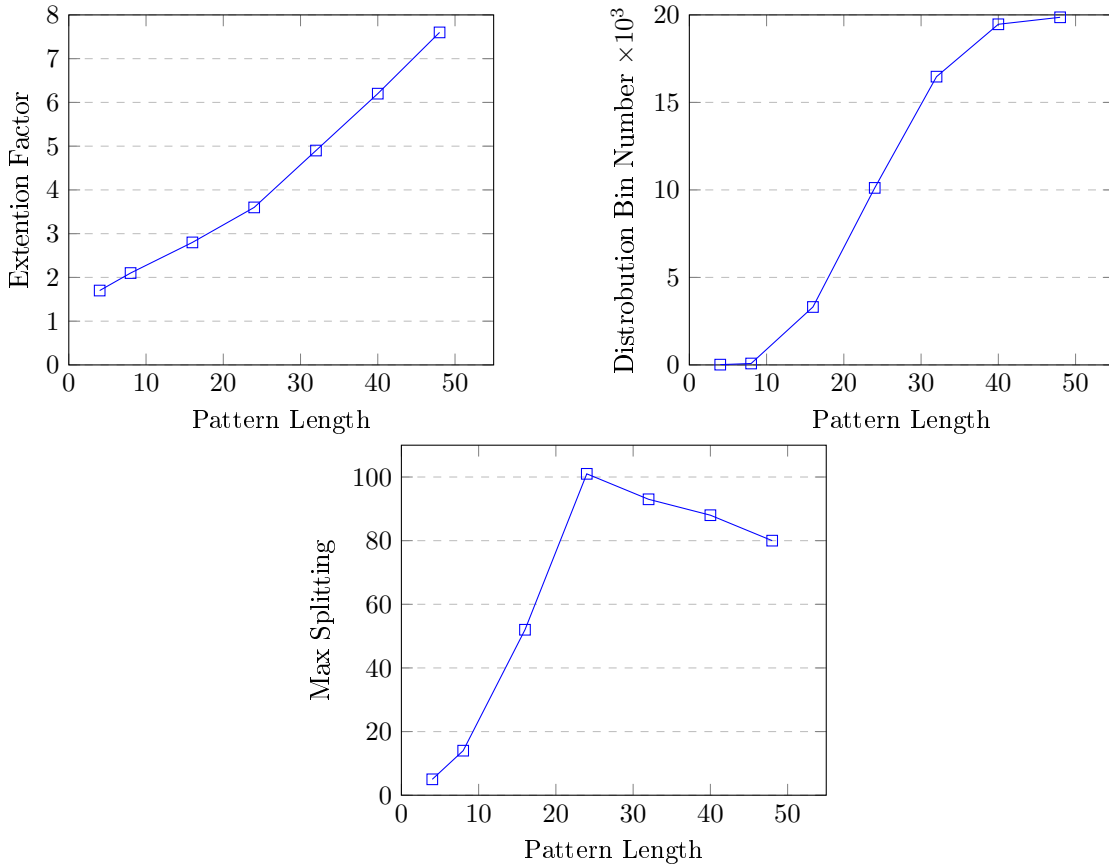 8
7
6
5
4
3
2
1
0
Extention Factor
0 10 20 30 40 50
Pattern Length
20
15
10
5
0
Distrobution Bin Number ×10³
0 10 20 30 40 50
Pattern Length
100
80
60
40
20
0
Max Splitting
0 10 20 30 40 50
Pattern Length